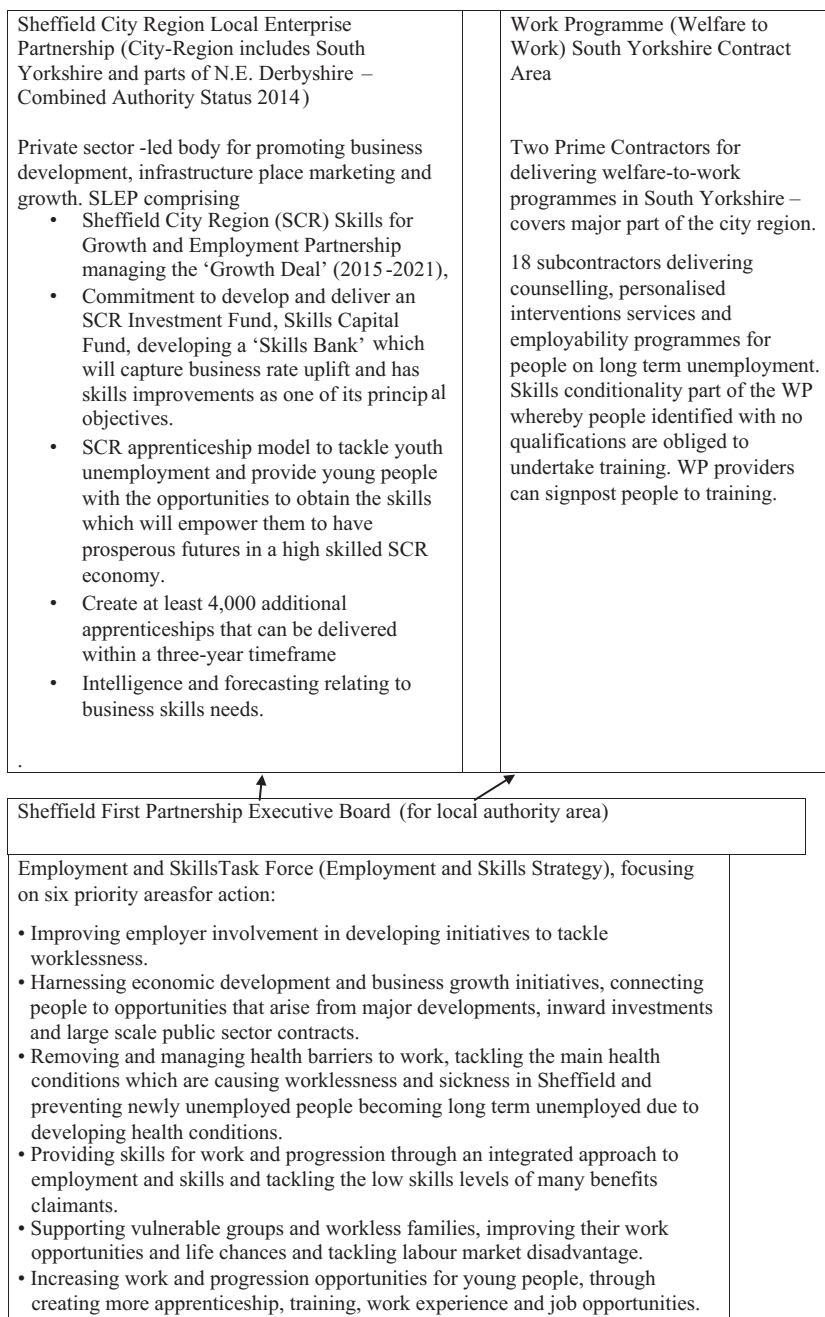 Sheffield City Region Local Enterprise
Partnership (City-Region includes South
Yorkshire and parts of N.E. Derbyshire –
Combined Authority Status 2014)
Private sector -led body for promoting business
development, infrastructure place marketing and
growth. SLEP comprising
• Sheffield City Region (SCR) Skills for
Growth and Employment Partnership
managing the ‘Growth Deal’ (2015-2021),
• Commitment to develop and deliver an
SCR Investment Fund, Skills Capital
Fund, developing a ‘Skills Bank’ which
will capture business rate uplift and has
skills improvements as one of its principal
objectives.
• SCR apprenticeship model to tackle youth
unemployment and provide young people
with the opportunities to obtain the skills
which will empower them to have
prosperous futures in a high skilled SCR
economy.
• Create at least 4,000 additional
apprenticeships that can be delivered
within a three-year timeframe
• Intelligence and forecasting relating to
business skills needs.
.
Work Programme (Welfare to
Work) South Yorkshire Contract
Area
Two Prime Contractors for
delivering welfare-to-work
programmes in South Yorkshire –
covers major part of the city region.
18 subcontractors delivering
counselling, personalised
interventions services and
employability programmes for
people on long term unemployment.
Skills conditionality part of the WP
whereby people identified with no
qualifications are obliged to
undertake training. WP providers
can signpost people to training.
Sheffield First Partnership Executive Board (for local authority area)
Employment and SkillsTask Force (Employment and Skills Strategy), focusing
on six priority areasfor action:
• Improving employer involvement in developing initiatives to tackle
worklessness.
• Harnessing economic development and business growth initiatives, connecting
people to opportunities that arise from major developments, inward investments
and large scale public sector contracts.
• Removing and managing health barriers to work, tackling the main health
conditions which are causing worklessness and sickness in Sheffield and
preventing newly unemployed people becoming long term unemployed due to
developing health conditions.
• Providing skills for work and progression through an integrated approach to
employment and skills and tackling the low skills levels of many benefits
claimants.
• Supporting vulnerable groups and workless families, improving their work
opportunities and life chances and tackling labour market disadvantage.
• Increasing work and progression opportunities for young people, through
creating more apprenticeship, training, work experience and job opportunities.